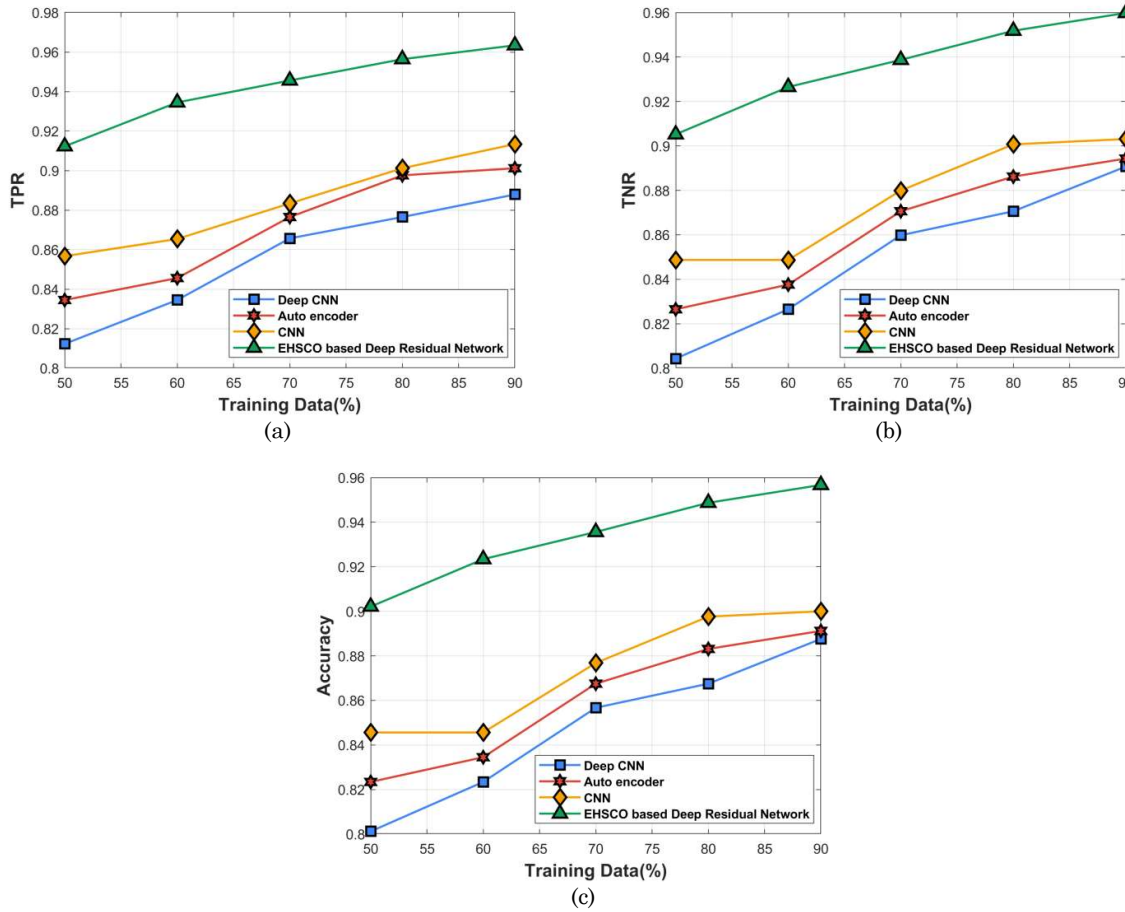 0.98
0.96
0.94
0.92
0.9
0.88
0.86
0.84
0.82
0.8
TPR
50 55 60 65 70 75 80 85 90
Training Data(%)
Deep CNN
Auto encoder
CNN
EHSCO based Deep Residual Network
(a)
0.96
0.94
0.92
0.9
0.88
0.86
0.84
0.82
0.8
TNR
50 55 60 65 70 75 80 85 90
Training Data(%)
Deep CNN
Auto encoder
CNN
EHSCO based Deep Residual Network
(b)
0.96
0.94
0.92
0.9
0.88
0.86
0.84
0.82
0.8
Accuracy
50 55 60 65 70 75 80 85 90
Training Data(%)
Deep CNN
Auto encoder
CNN
EHSCO based Deep Residual Network
(c)